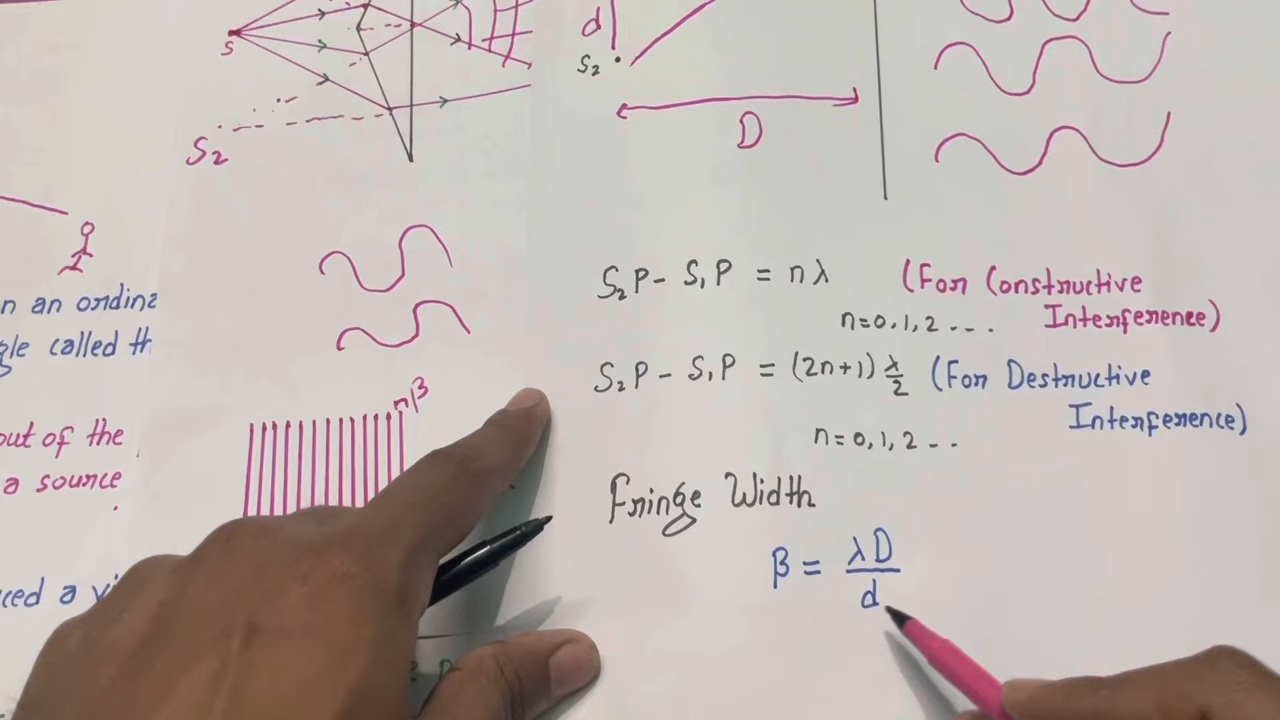 S
S2
n an ordina
gle called th
out of the
a source
.
ced a vi
nβ
d
S2
D
S2P - S1P = nλ (For Constructive
n=0,1,2 ... Interference)
S2P - S1P = (2n+1) λ/2 (For Destructive
Interference)
n=0,1,2 ..
Fringe Width
β = λD/d